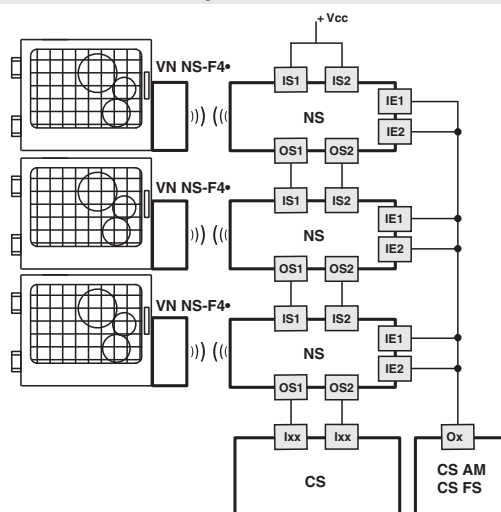 + Vcc
VN NS-F4•
IS1 IS2
IE1
NS
IE2
OS1 OS2
VN NS-F4•
IS1 IS2
IE1
NS
IE2
OS1 OS2
VN NS-F4•
IS1 IS2
IE1
NS
IE2
OS1 OS2
Ixx Ixx Ox
CS
CS AM
CS FS